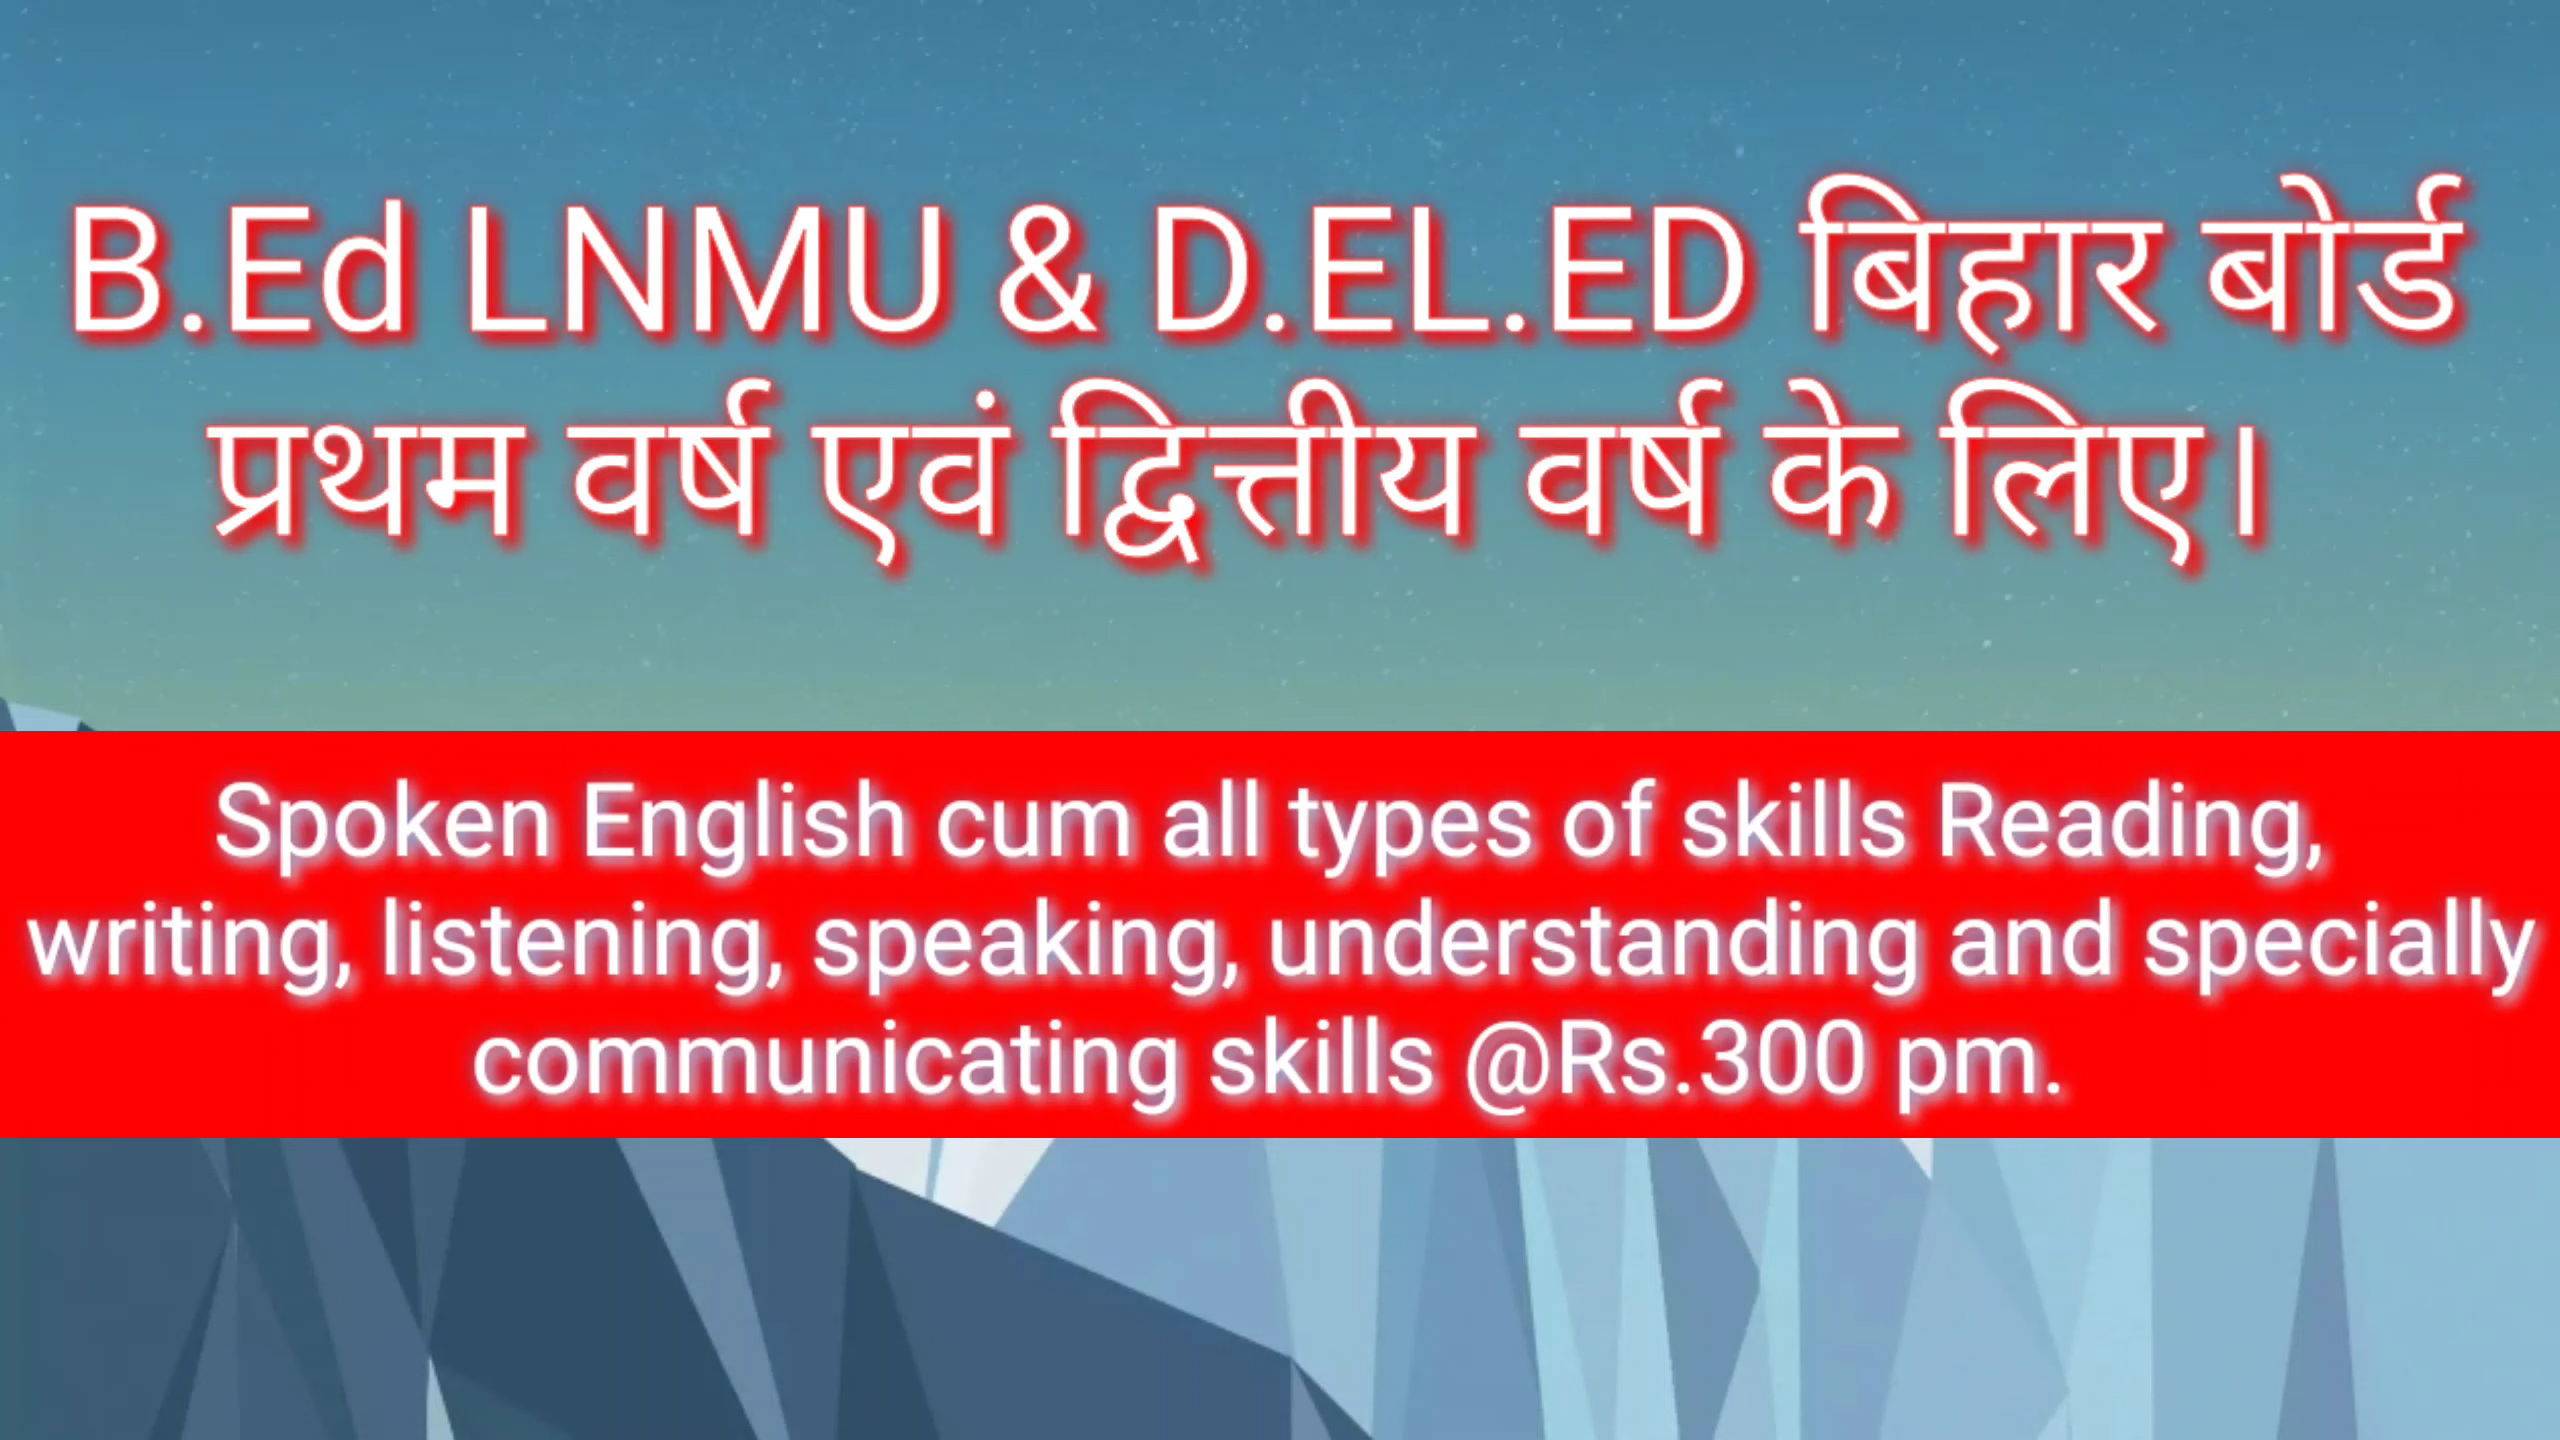 B.Ed LNMU & D.EL.ED बिहार बोर्ड
प्रथम वर्ष एवं द्वित्तीय वर्ष के लिए।
Spoken English cum all types of skills Reading,
writing, listening, speaking, understanding and specially
communicating skills @Rs.300 pm.